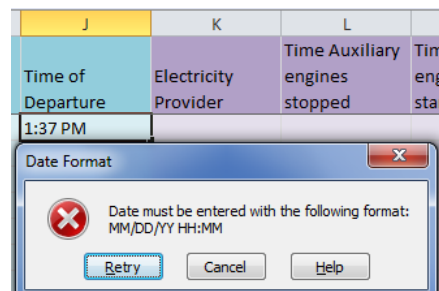 J K L
Time Auxiliary
Time of Electricity engines
Departure Provider stopped
1:37 PM
Date Format
Date must be entered with the following format:
MM/DD/YY HH:MM
Retry Cancel Help